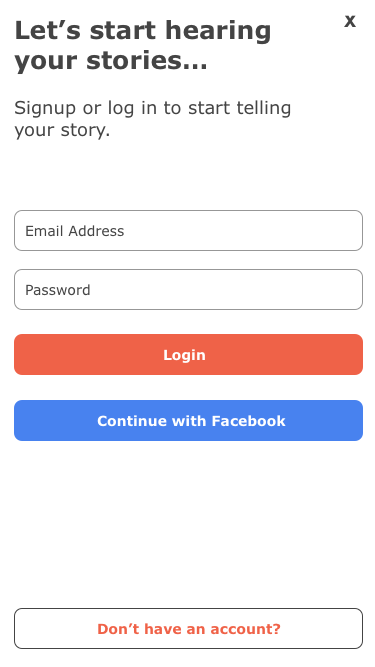 Let’s start hearing
your stories...
x
Signup or log in to start telling
your story.
Email Address
Password
Login
Continue with Facebook
Don’t have an account?